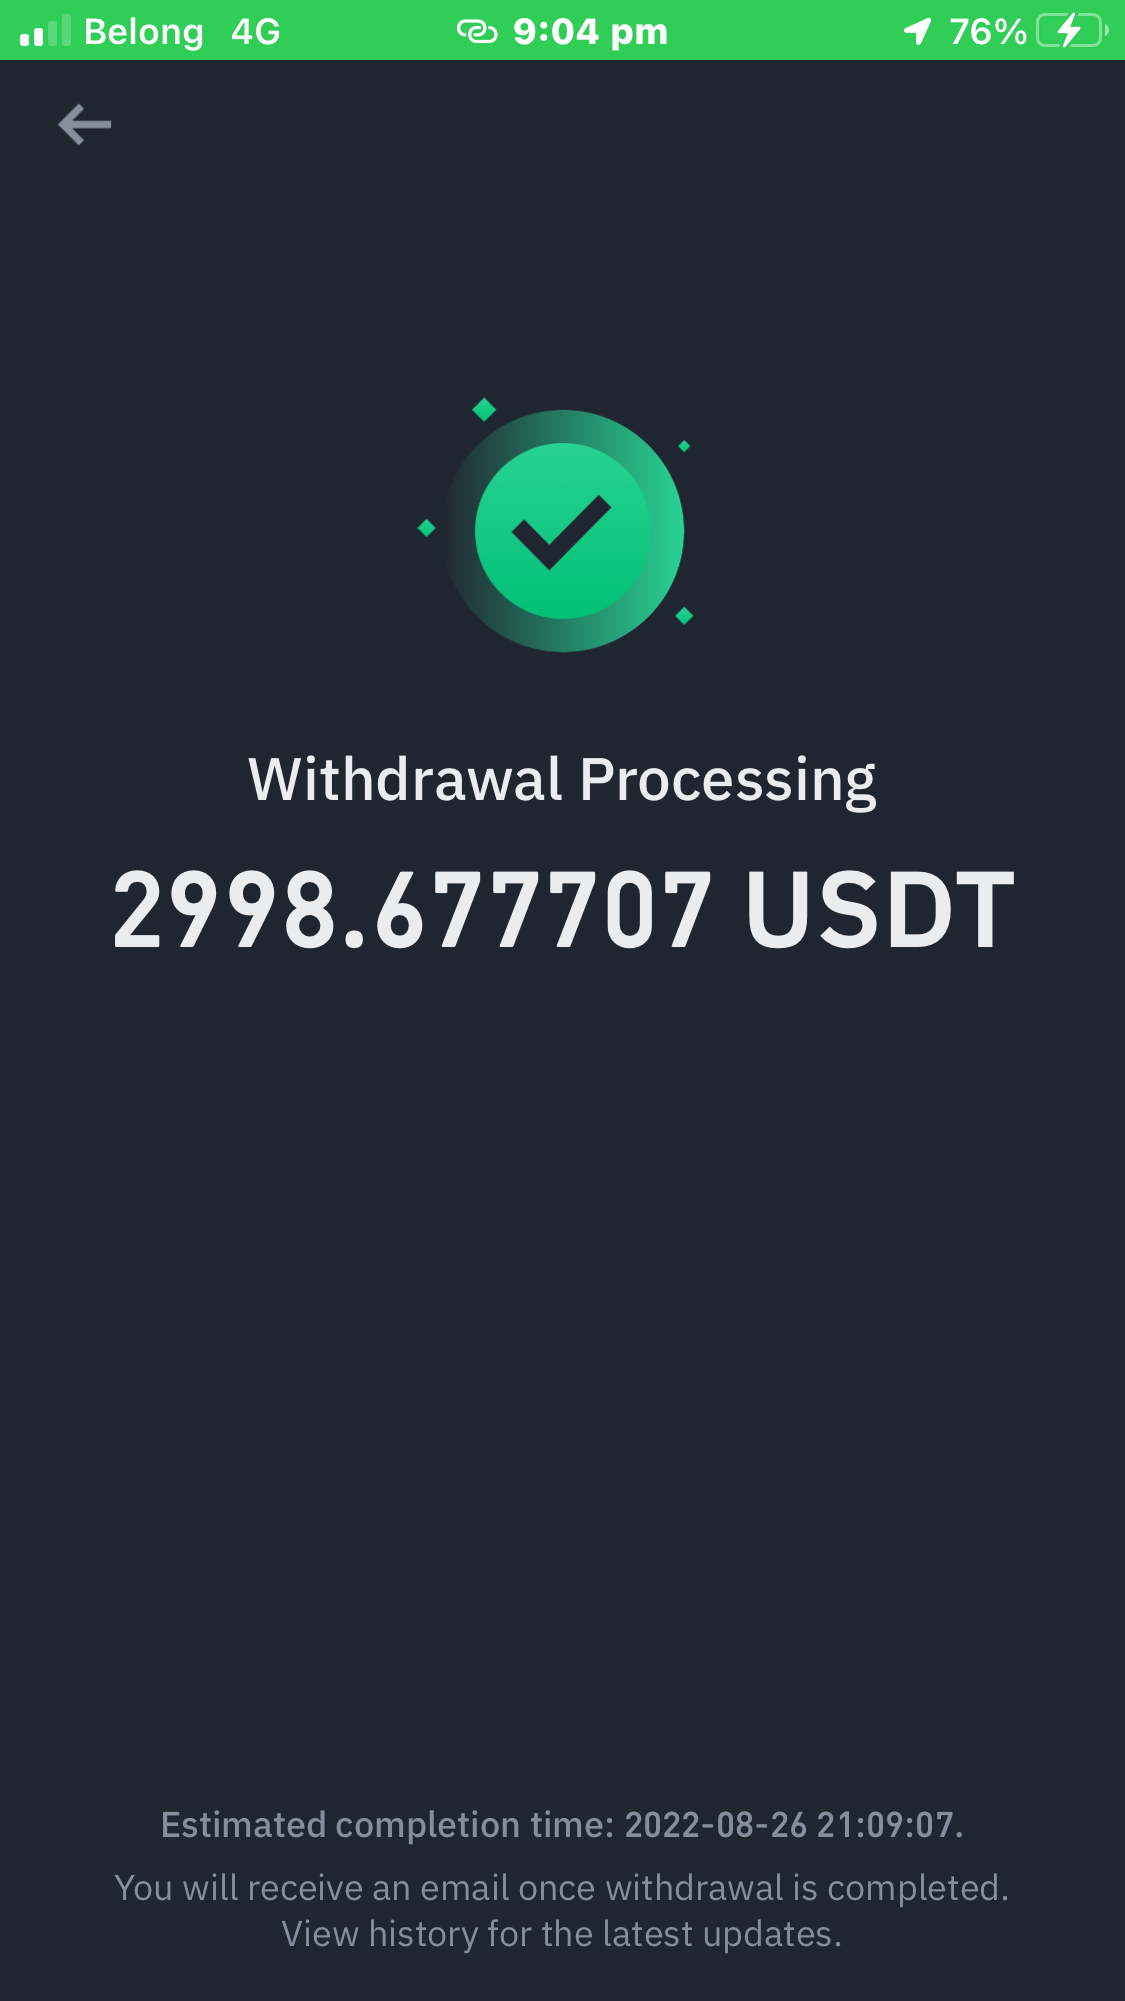 Belong 4G 9:04 pm 76%
Withdrawal Processing
2998.677707 USDT
Estimated completion time: 2022-08-26 21:09:07.
You will receive an email once withdrawal is completed.
View history for the latest updates.